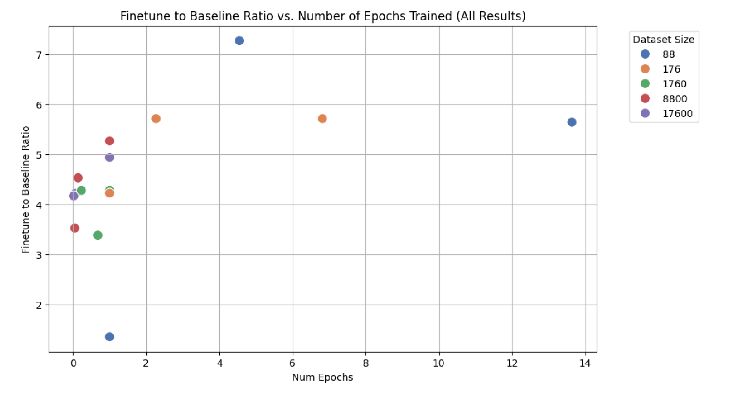 Finetune to Baseline Ratio vs. Number of Epochs Trained (All Results)
Dataset Size
88
176
1760
8800
17600
Finetune to Baseline Ratio
7
6
5
4
3
2
0 2 4 6 8 10 12 14
Num Epochs